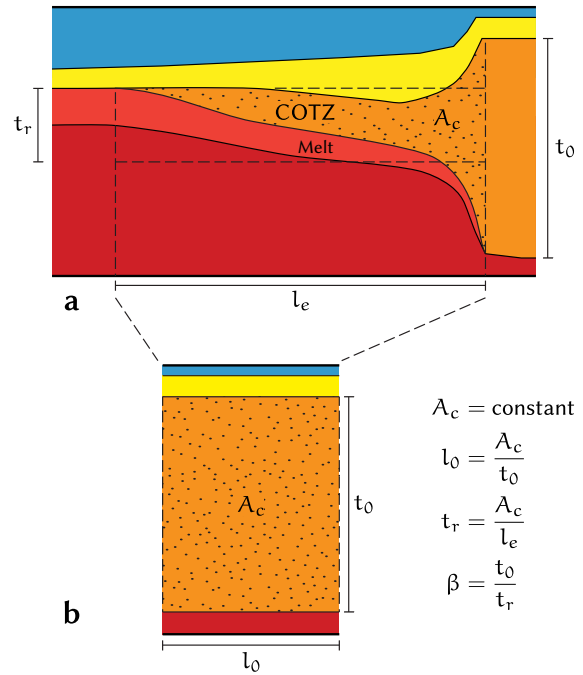 COTZ
A_c
t_r
Melt
t_0
a
l_e
A_c = constant
l_0 = A_c / t_0
t_r = A_c / l_e
β = t_0 / t_r
A_c
t_0
b
l_0